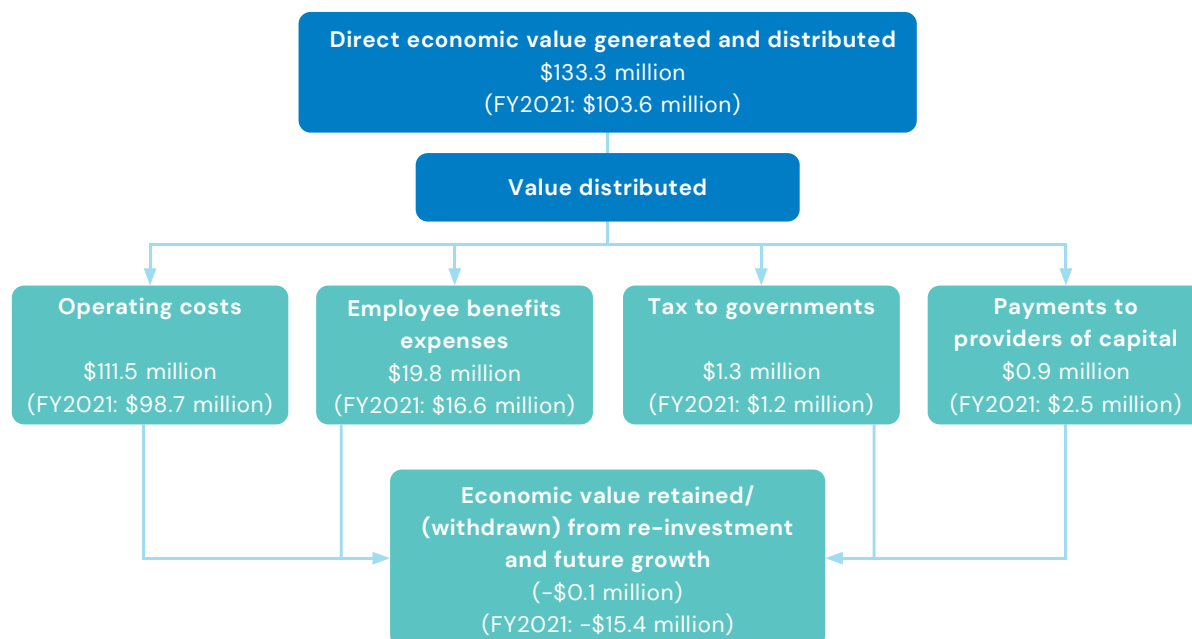 Direct economic value generated and distributed
$133.3 million
(FY2021: $103.6 million)
Value distributed
Operating costs
$111.5 million
(FY2021: $98.7 million)
Employee benefits
expenses
$19.8 million
(FY2021: $16.6 million)
Tax to governments
$1.3 million
(FY2021: $1.2 million)
Payments to
providers of capital
$0.9 million
(FY2021: $2.5 million)
Economic value retained/
(withdrawn) from re-investment
and future growth
(-$0.1 million)
(FY2021: -$15.4 million)